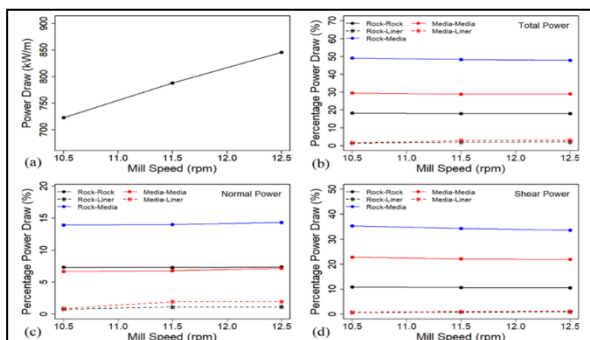 900
850
800
750
700
Power Draw (kW/m)
(a)
10.5 11.0 11.5 12.0 12.5
Mill Speed (rpm)
70
60
50
40
30
20
10
0
Percentage Power Draw (%)
Rock-Rock Media-Media Total Power
Rock-Liner Media-Liner
Rock-Media
(b)
10.5 11.0 11.5 12.0 12.5
Mill Speed (rpm)
20
15
10
5
0
Percentage Power Draw (%)
Rock-Rock Media-Media Normal Power
Rock-Liner Media-Liner
Rock-Media
(c)
10.5 11.0 11.5 12.0 12.5
Mill Speed (rpm)
50
40
30
20
10
0
Percentage Power Draw (%)
Rock-Rock Media-Media Shear Power
Rock-Liner Media-Liner
Rock-Media
(d)
10.5 11.0 11.5 12.0 12.5
Mill Speed (rpm)